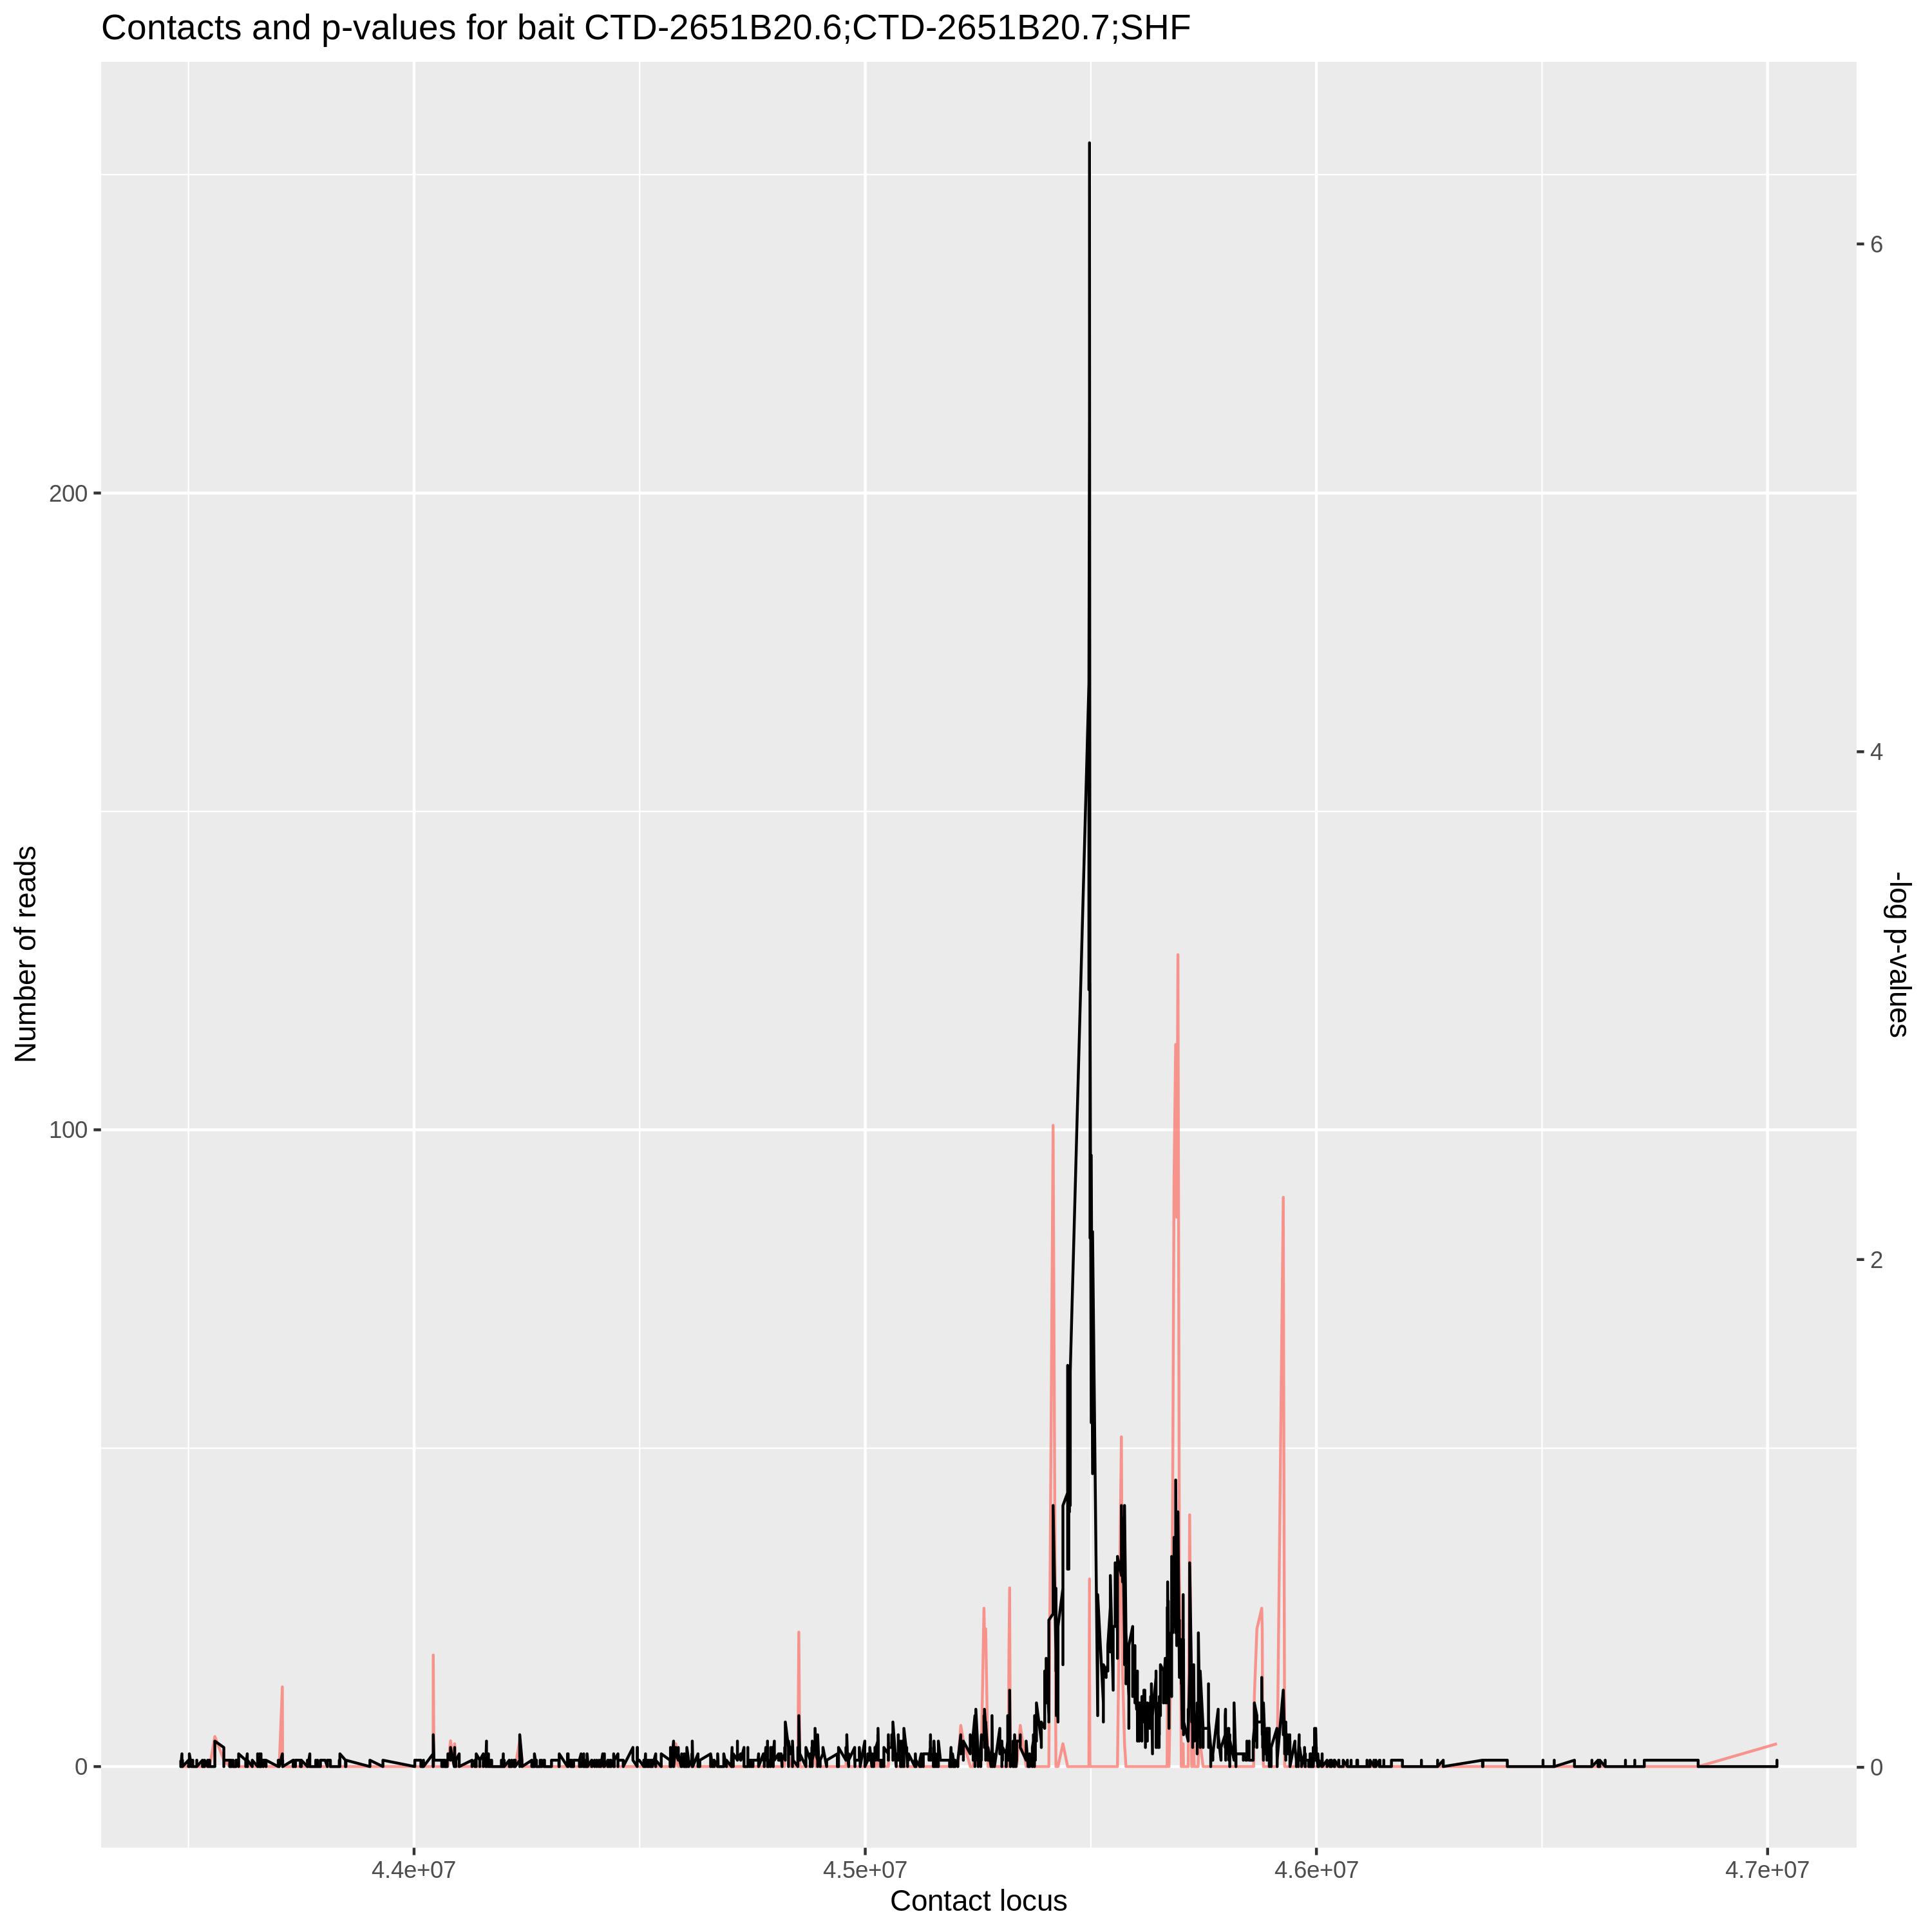 Contacts and p-values for bait CTD-2651B20.6;CTD-2651B20.7;SHF
200
100
0
Number of reads
6
4
2
0
-log p-values
4.4e+07
4.5e+07
4.6e+07
4.7e+07
Contact locus